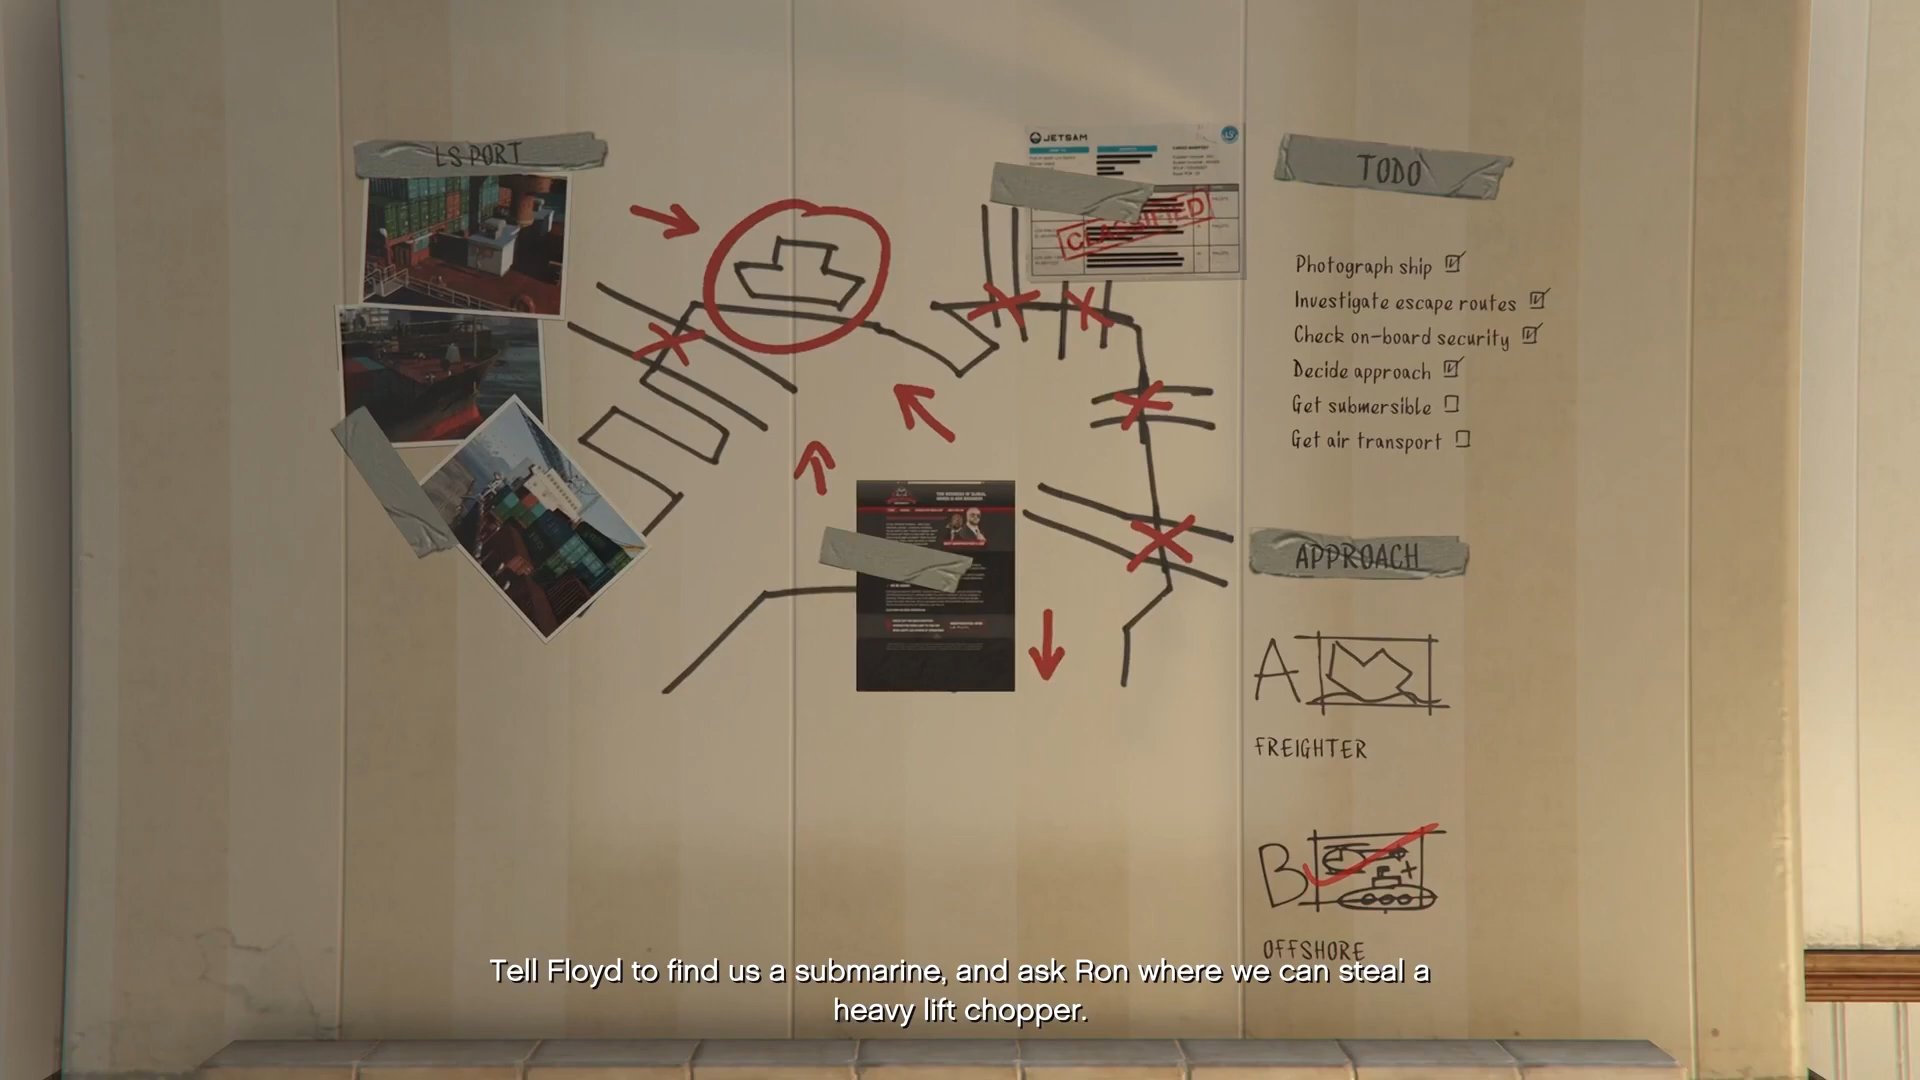 LS PORT
JETSAM
CLASSIFIED
TODO
Photograph ship
Investigate escape routes
Check on-board security
Decide approach
Get submersible
Get air transport
APPROACH
A
FREIGHTER
B
OFFSHORE
Tell Floyd to find us a submarine, and ask Ron where we can steal a
heavy lift chopper.